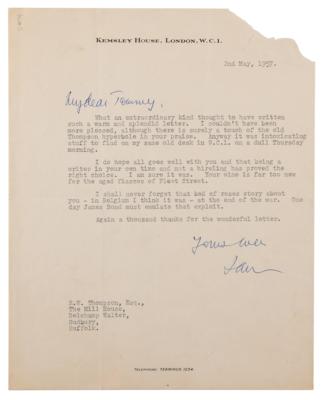 KEMSLEY HOUSE, LONDON, W.C.1.
2nd May, 1957.
My dear Tommy,
What an extraordinary kind thought to have written
such a warm and splendid letter. I couldn't have been
more pleased, although there is surely a touch of the old
Thompson hyperbole in your praise. Anyway it was intoxicating
stuff to find on my sane old desk in W.C.1. on a dull Thursday
morning.
I do hope all goes well with you and that being a
writer in your own time and not a hireling has proved the
right choice. I am sure it was. Your wine is far too new
for the aged fiascos of Fleet Street.
I shall never forget that bed of roses story about
you - in Belgium I think it was - at the end of the war. One
day James Bond must emulate that exploit.
Again a thousand thanks for the wonderful letter.
Yours ever
Ian
Thompson, Esq.,
The Mill House,
Belchamp Walter,
Sudbury,
Suffolk.
TELEPHONE: TERMINUS 1234